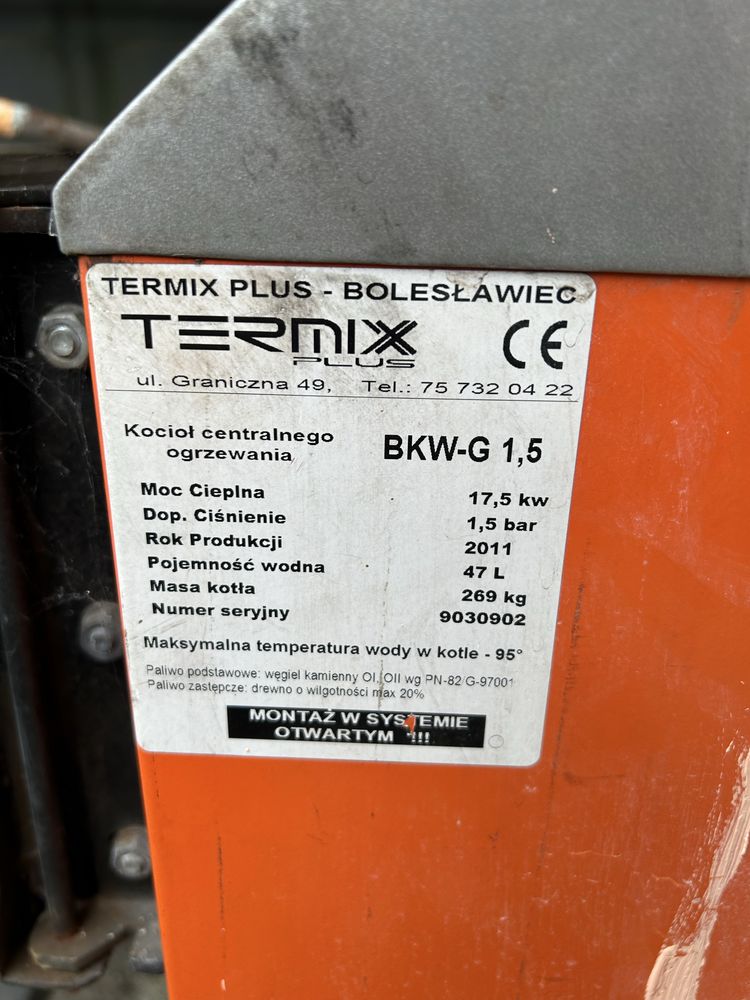 TERMIX PLUS - BOLESŁAWIEC
TERMIX
PLUS
CE
ul. Graniczna 49, Tel.: 75 732 04 22
Kocioł centralnego
ogrzewania
BKW-G 1,5
Moc Cieplna 17,5 kw
Dop. Ciśnienie 1,5 bar
Rok Produkcji 2011
Pojemność wodna 47 L
Masa kotła 269 kg
Numer seryjny 9030902
Maksymalna temperatura wody w kotle - 95°
Paliwo podstawowe: węgiel kamienny OI, OII wg PN-82/G-97001
Paliwo zastępcze: drewno o wilgotności max 20%
MONTAŻ W SYSTEMIE
OTWARTYM !!!